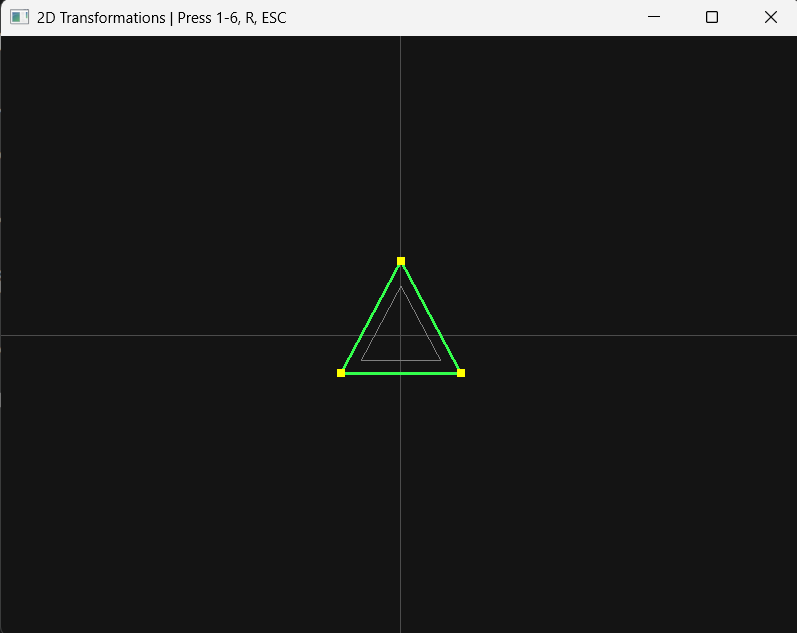 2D Transformations | Press 1-6, R, ESC